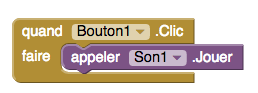 quand Bouton1 .Clic
faire appeler Son1 .Jouer